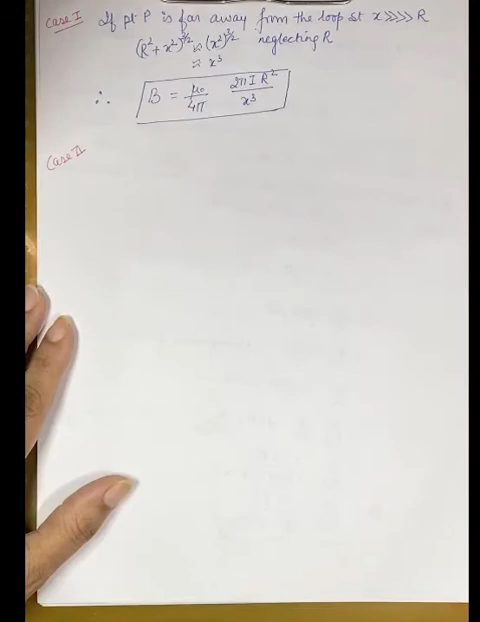 Case I If pt P is far away from the loop st x >>>> R
(R² + x²)^3/2 ≈ (x²)^3/2 neglecting R
≈ x³
∴ B = μ₀/4π 2πIR²/x³
Case II